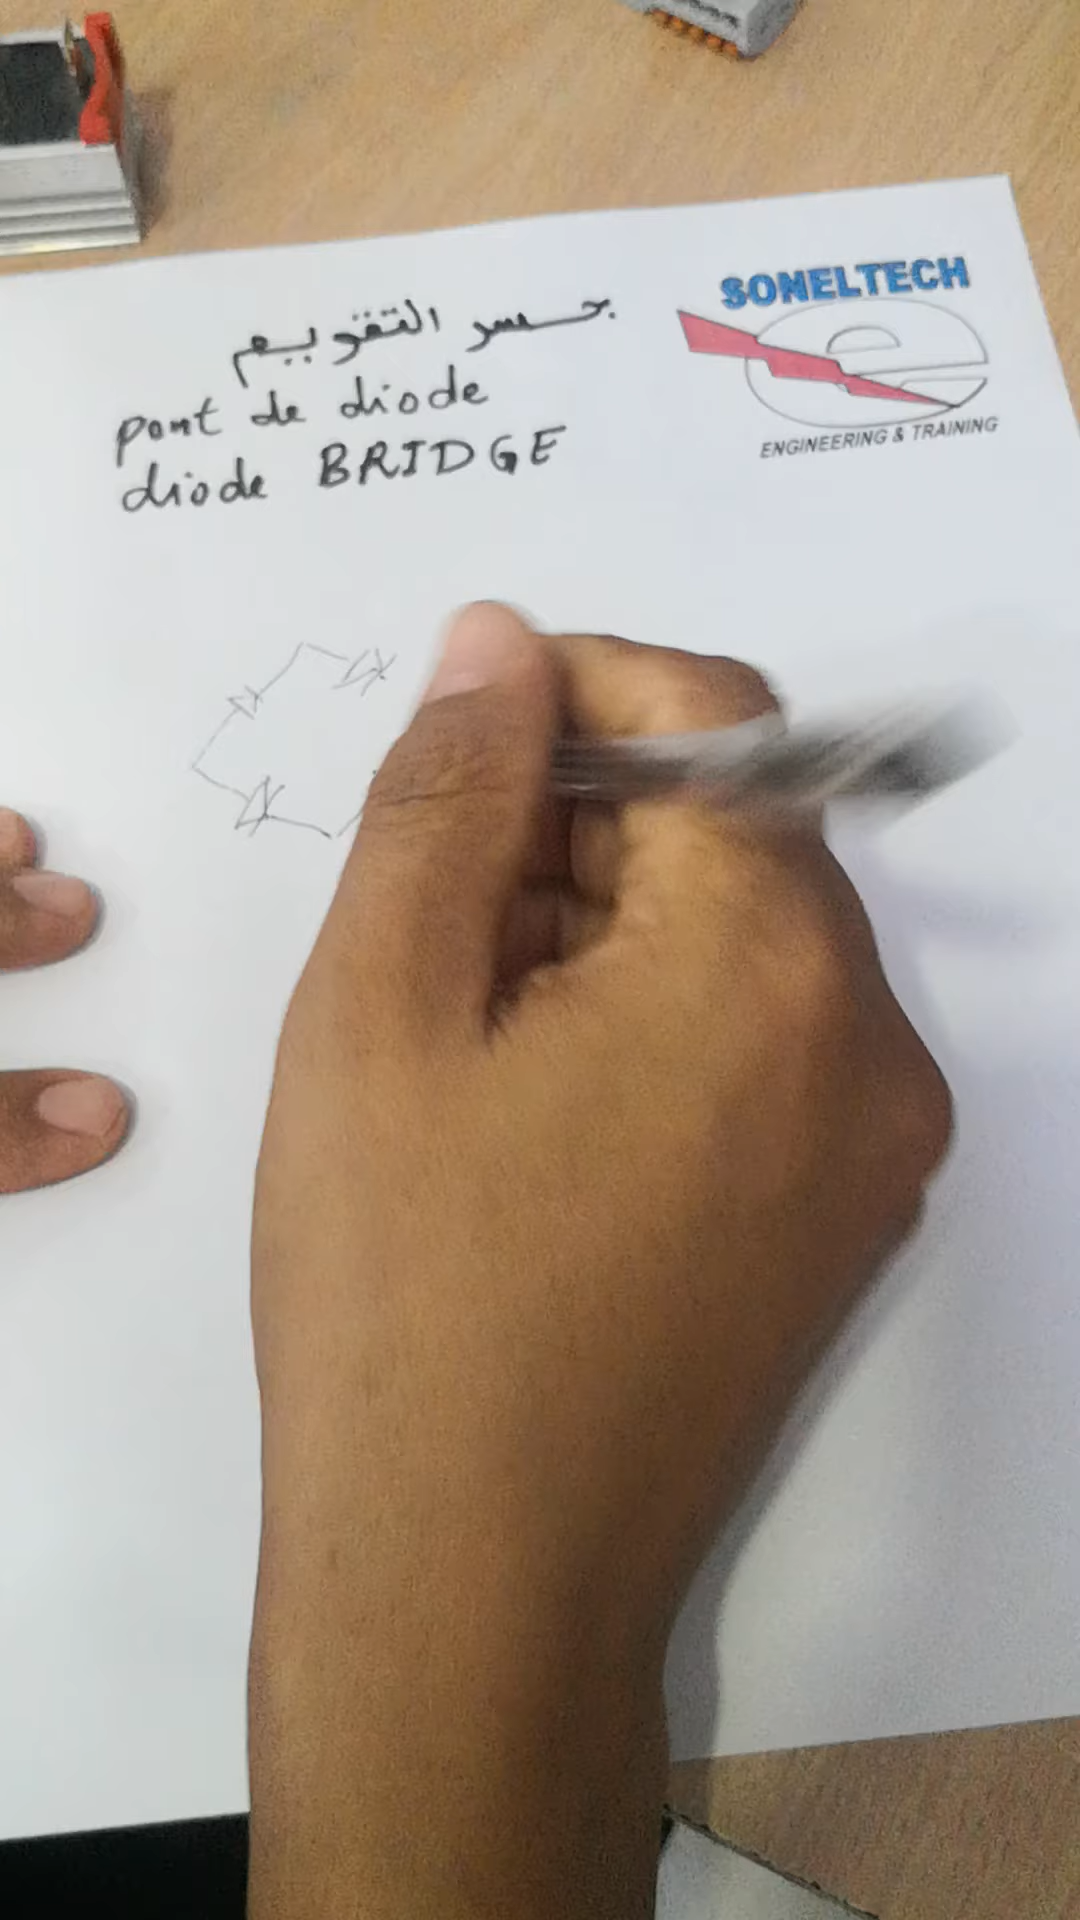 جسر التقويم
pont de diode
diode BRIDGE
SONELTECH
ENGINEERING & TRAINING